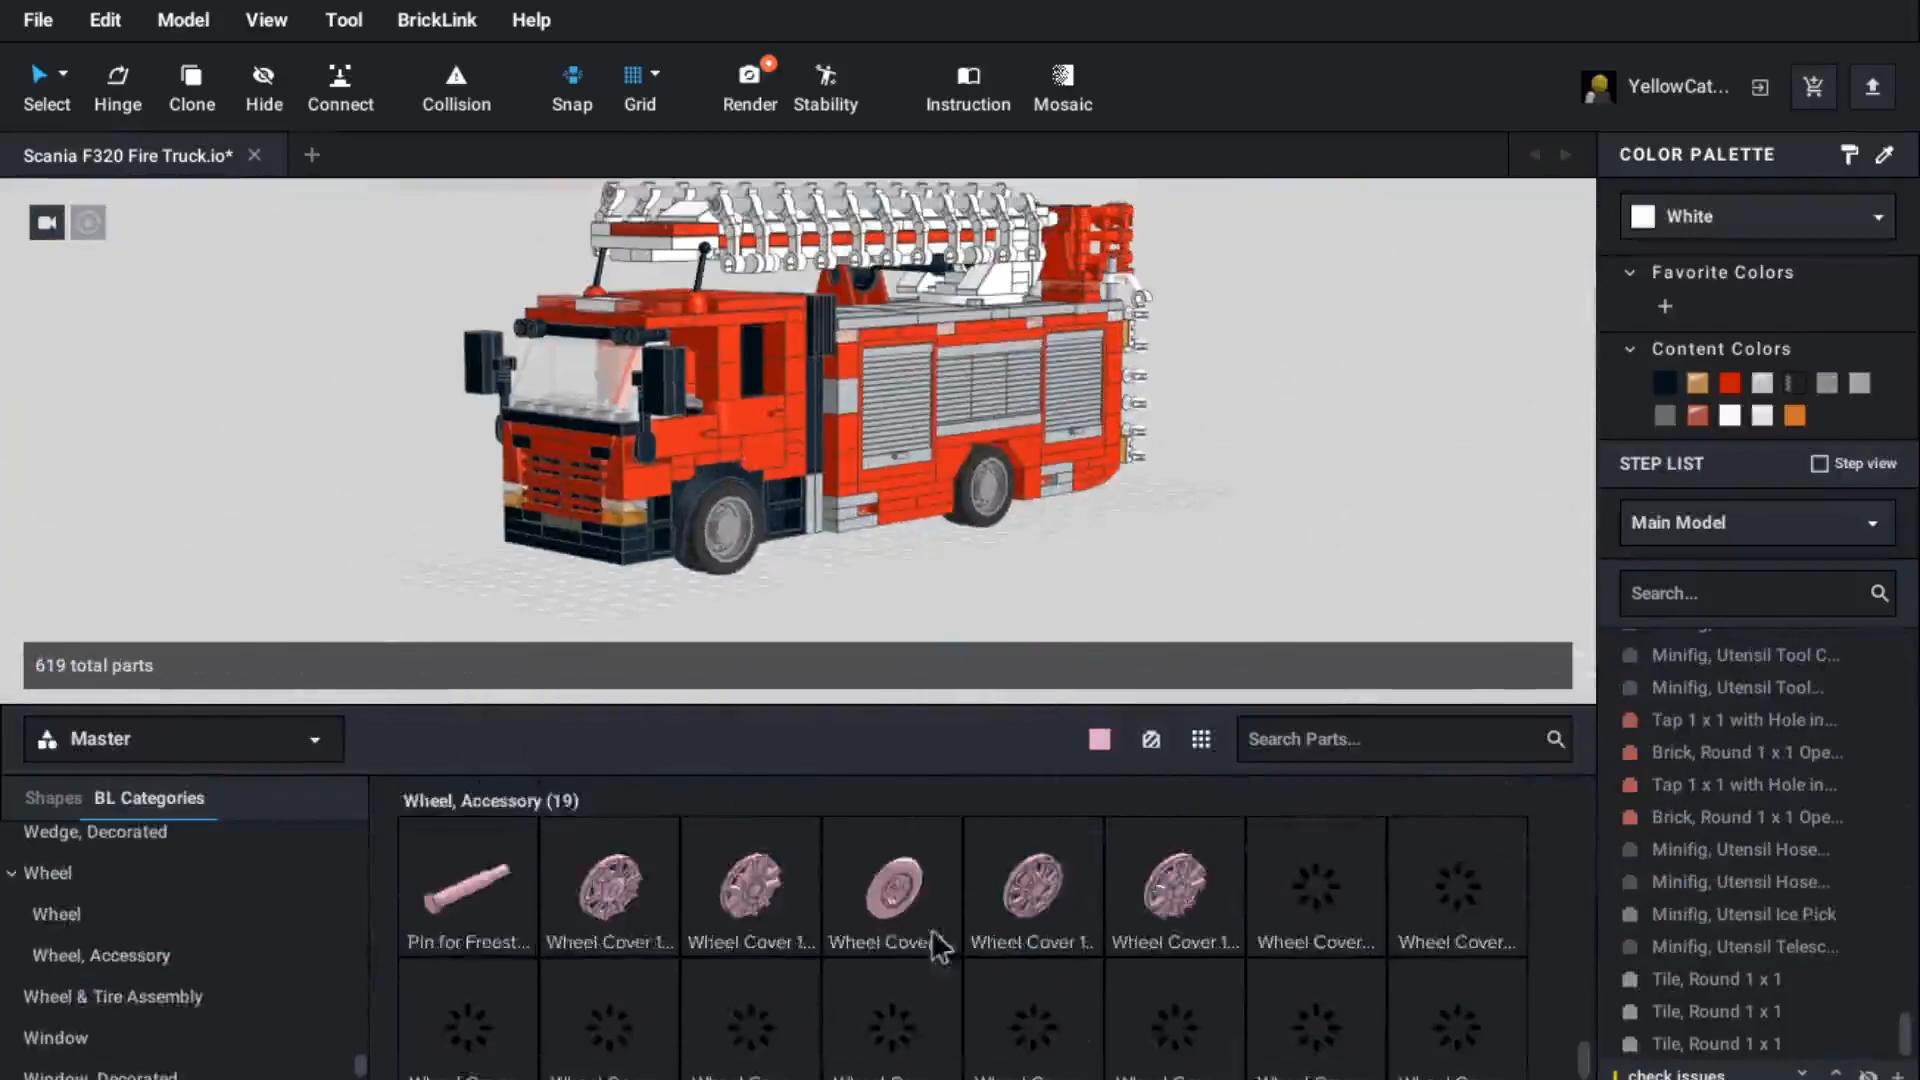 File Edit Model View Tool BrickLink Help
Select Hinge Clone Hide Connect Collision Snap Grid Render Stability Instruction Mosaic YellowCat...
Scania F320 Fire Truck.io*
COLOR PALETTE
White
Favorite Colors
Content Colors
STEP LIST Step view
Main Model
Search...
Minifig, Utensil Tool C...
Minifig, Utensil Tool...
Tap 1 x 1 with Hole in...
Brick, Round 1 x 1 Ope...
Tap 1 x 1 with Hole in...
Brick, Round 1 x 1 Ope...
Minifig, Utensil Hose...
Minifig, Utensil Hose...
Minifig, Utensil Ice Pick
Minifig, Utensil Telesc...
Tile, Round 1 x 1
Tile, Round 1 x 1
Tile, Round 1 x 1
check issues
619 total parts
Master
Search Parts...
Shapes BL Categories
Wedge, Decorated
Wheel
Wheel
Wheel, Accessory
Wheel & Tire Assembly
Window
Window, Decorated
Wheel, Accessory (19)
Pin for Freest... Wheel Cover 1... Wheel Cover 1... Wheel Cove Wheel Cover 1.. Wheel Cover 1... Wheel Cover... Wheel Cover...